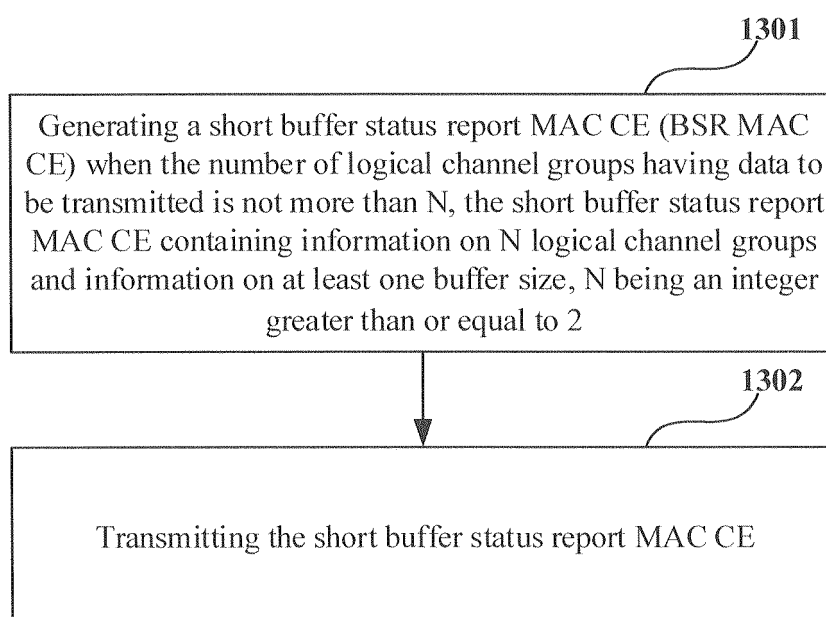 1301
Generating a short buffer status report MAC CE (BSR MAC
CE) when the number of logical channel groups having data to
be transmitted is not more than N, the short buffer status report
MAC CE containing information on N logical channel groups
and information on at least one buffer size, N being an integer
greater than or equal to 2
1302
Transmitting the short buffer status report MAC CE